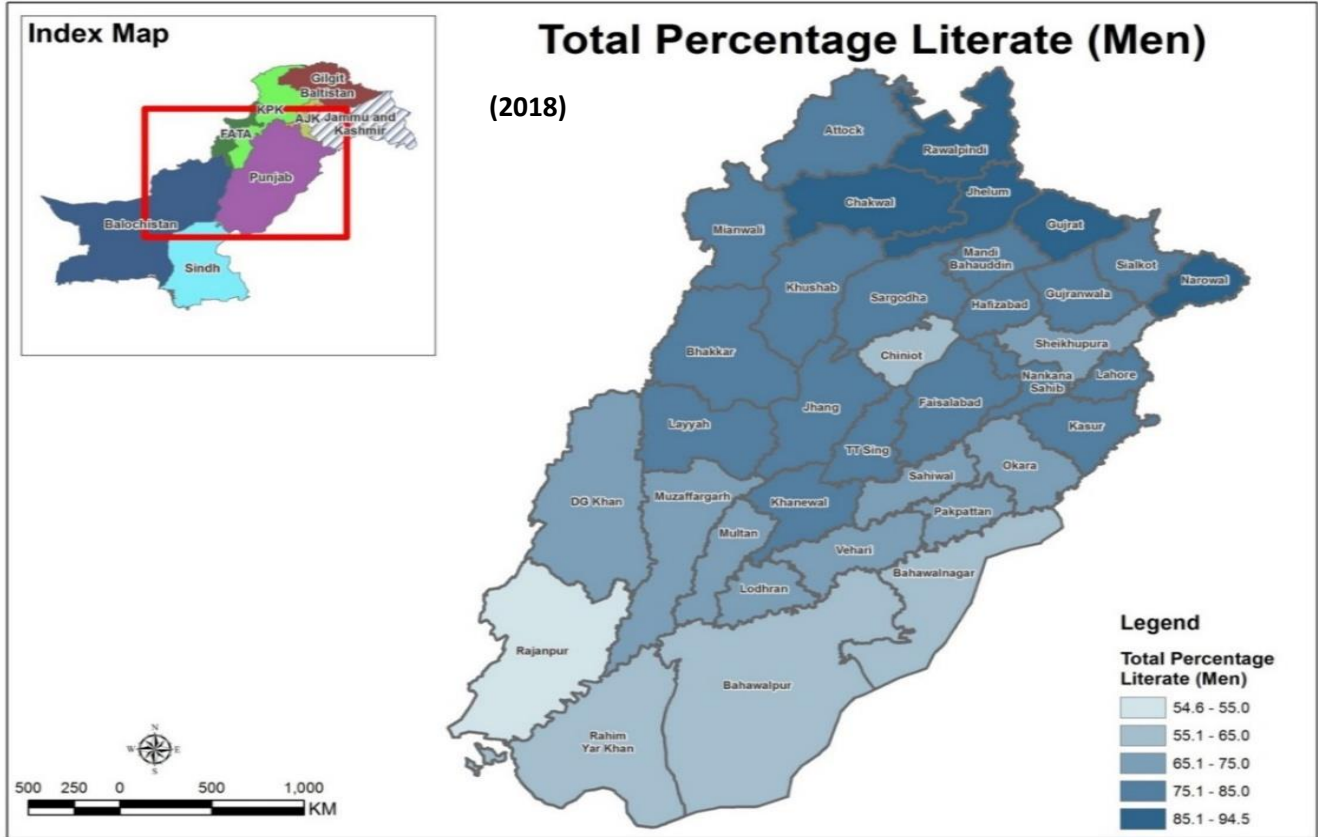 Index Map
Gilgit
Baltistan
KPK
AJK
Jammu and
Kashmir
FATA
Punjab
Balochistan
Sindh
Total Percentage Literate (Men)
(2018)
Attock
Rawalpindi
Chakwal
Jhelum
Gujrat
Mianwali
Mandi
Bahauddin
Sialkot
Narowal
Khushab
Sargodha
Hafizabad
Gujranwala
Sheikhupura
Bhakkar
Chiniot
Nankana
Sahib
Lahore
Faisalabad
Jhang
Layyah
Kasur
TT Sing
Okara
Sahiwal
DG Khan
Muzaffargarh
Khanewal
Pakpattan
Multan
Vehari
Bahawalnagar
Lodhran
Rajanpur
Bahawalpur
Rahim
Yar Khan
Legend
Total Percentage
Literate (Men)
54.6 - 55.0
55.1 - 65.0
65.1 - 75.0
75.1 - 85.0
85.1 - 94.5
N
W E
S
500 250 0 500 1,000
KM